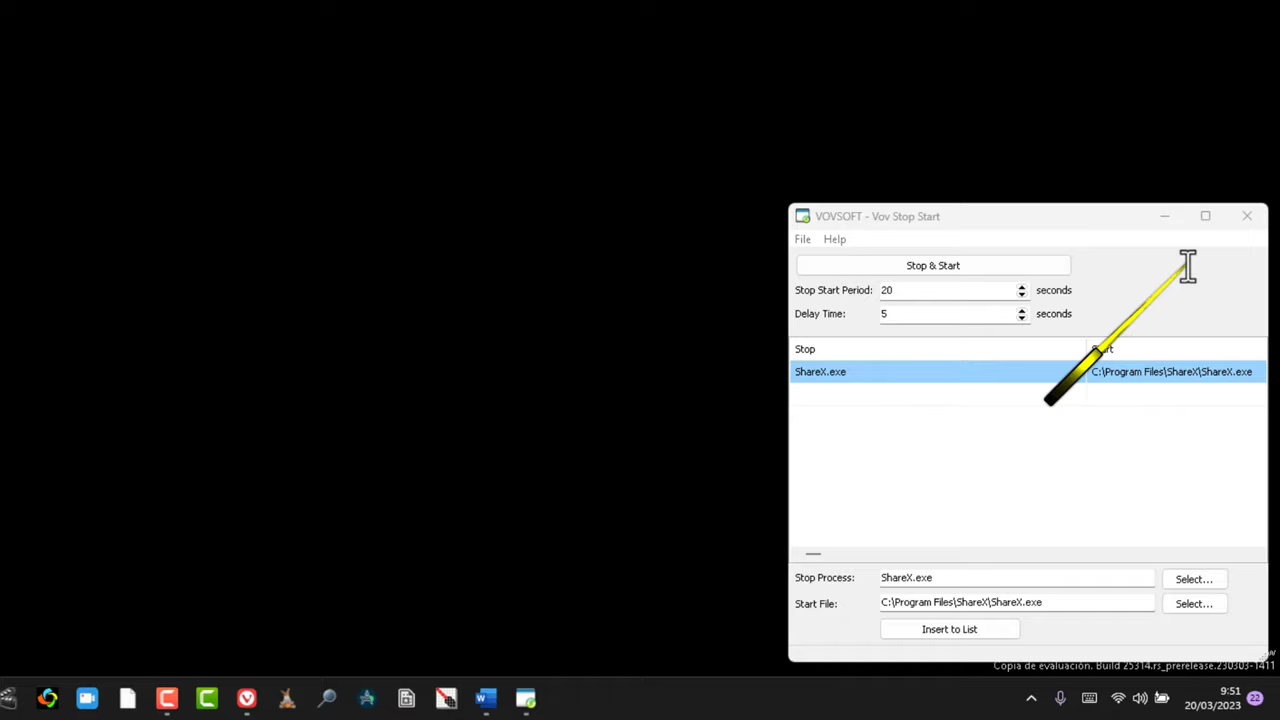 VOVSOFT - Vov Stop Start
File Help
Stop & Start
Stop Start Period: 20 seconds
Delay Time: 5 seconds
Stop
ShareX.exe C:\Program Files\ShareX\ShareX.exe
Stop Process: ShareX.exe Select...
Start File: C:\Program Files\ShareX\ShareX.exe Select...
Insert to List
Copia de evaluación. Build 25314.rs_prerelease.230303-1411
9:51
20/03/2023 22